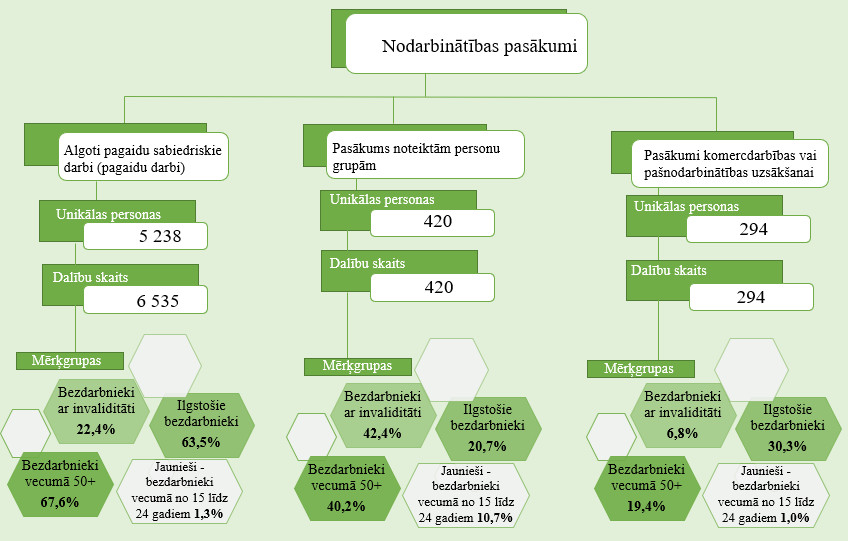 Nodarbinātības pasākumi
Algoti pagaidu sabiedriskie
darbi (pagaidu darbi)
Unikālas personas
5 238
Dalību skaits
6 535
Mērķgrupas
Bezdarbnieki
ar invaliditāti
22,4%
Ilgstošie
bezdarbnieki
63,5%
Bezdarbnieki
vecumā 50+
67,6%
Jaunieši -
bezdarbnieki
vecumā no 15 līdz
24 gadiem 1,3%
Pasākums noteiktām personu
grupām
Unikālas personas
420
Dalību skaits
420
Mērķgrupas
Bezdarbnieki
ar invaliditāti
42,4%
Ilgstošie
bezdarbnieki
20,7%
Bezdarbnieki
vecumā 50+
40,2%
Jaunieši -
bezdarbnieki
vecumā no 15 līdz
24 gadiem 10,7%
Pasākumi komercdarbības vai
pašnodarbinātības uzsākšanai
Unikālas personas
294
Dalību skaits
294
Mērķgrupas
Bezdarbnieki
ar invaliditāti
6,8%
Ilgstošie
bezdarbnieki
30,3%
Bezdarbnieki
vecumā 50+
19,4%
Jaunieši -
bezdarbnieki
vecumā no 15 līdz
24 gadiem 1,0%